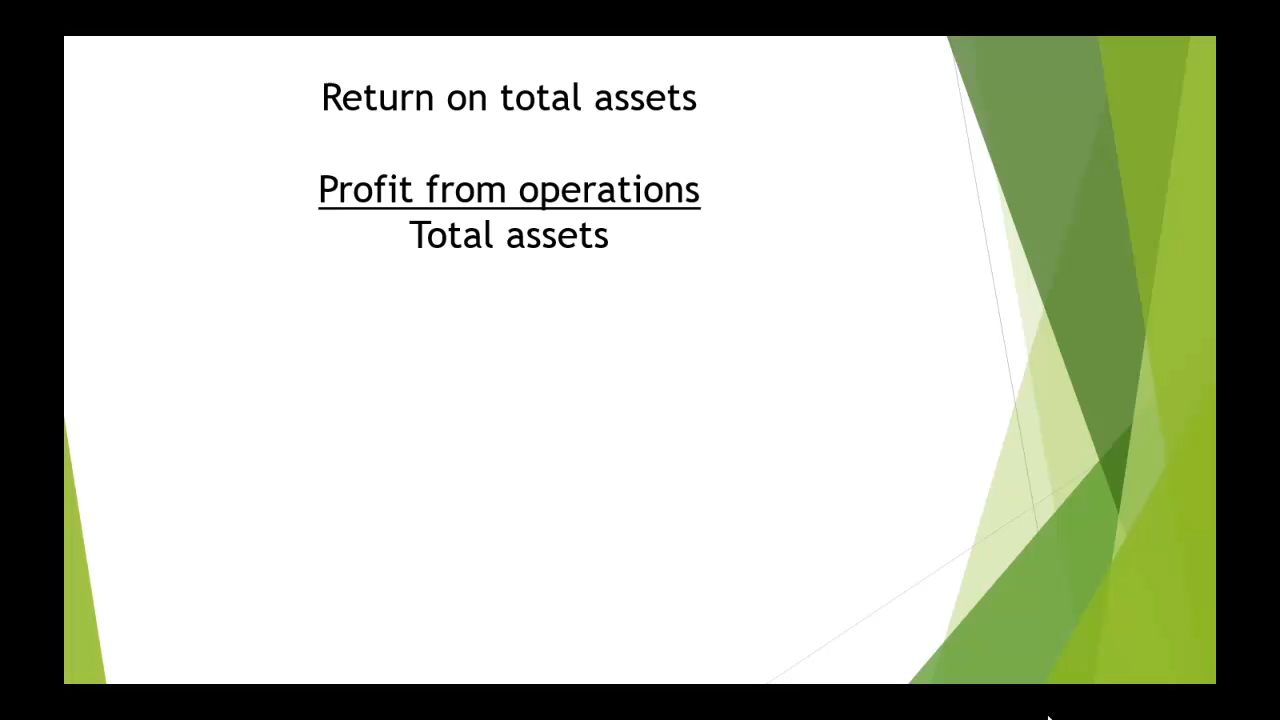 Return on total assets
Profit from operations
Total assets